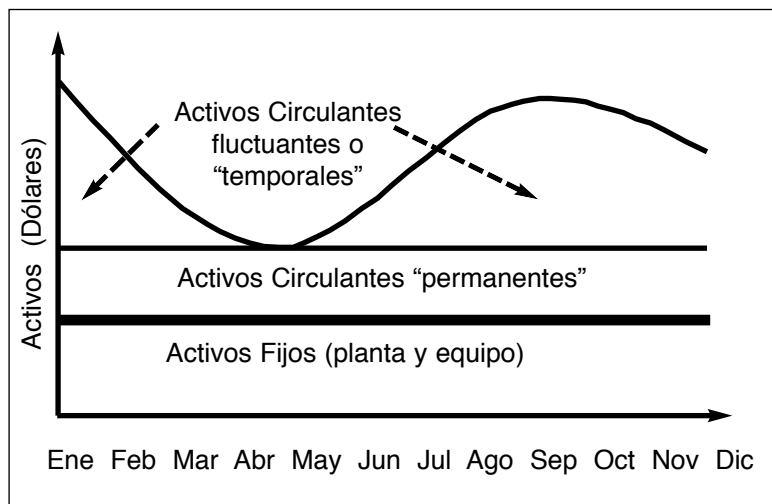 Activos (Dólares)
Activos Circulantes
fluctuantes o
“temporales”
Activos Circulantes “permanentes”
Activos Fijos (planta y equipo)
Ene Feb Mar Abr May Jun Jul Ago Sep Oct Nov Dic